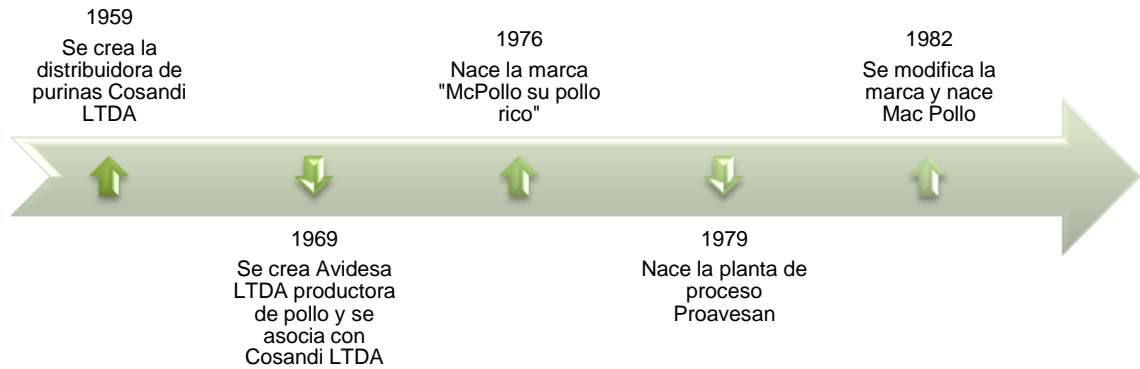 1959
Se crea la
distribuidora de
purinas Cosandi
LTDA
1969
Se crea Avidesa
LTDA productora
de pollo y se
asocia con
Cosandi LTDA
1976
Nace la marca
"McPollo su pollo
rico"
1979
Nace la planta de
proceso
Proavesan
1982
Se modifica la
marca y nace
Mac Pollo